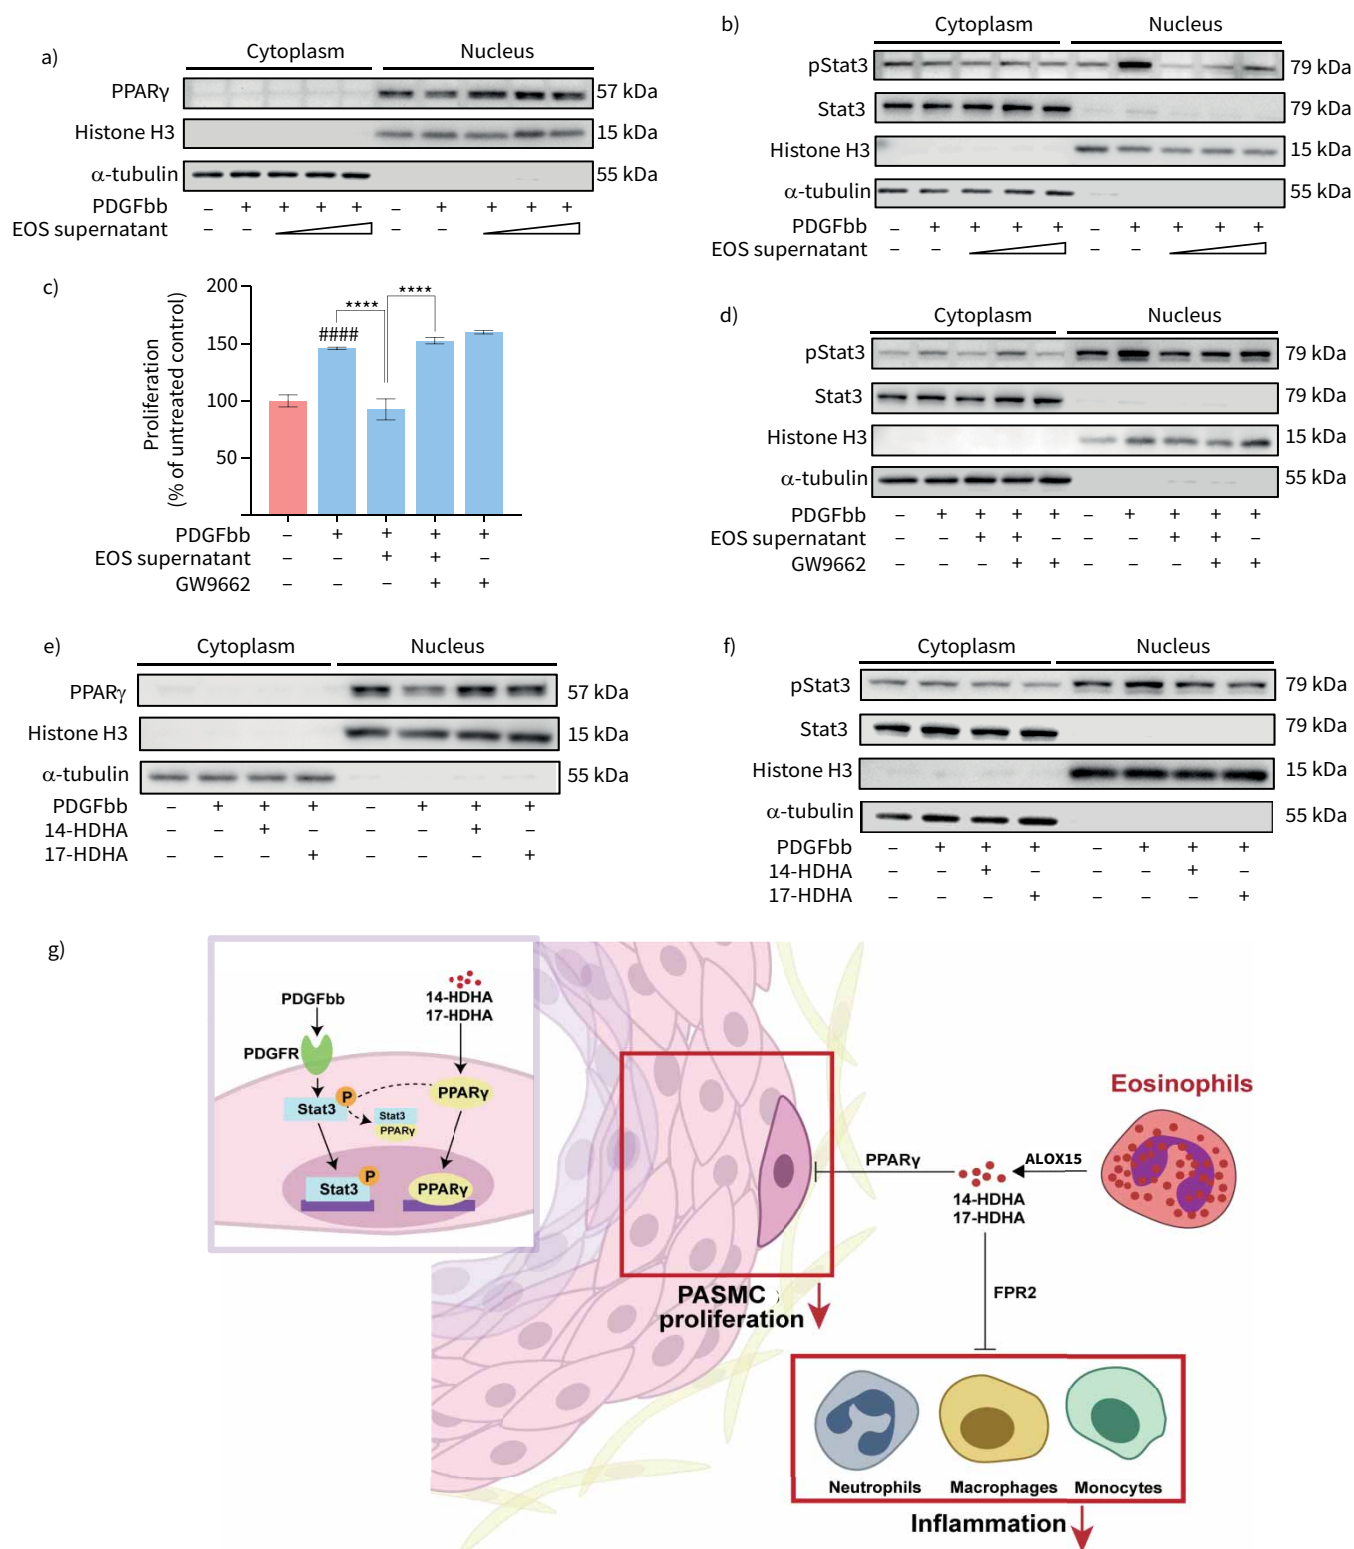 a)
Cytoplasm Nucleus
PPARγ 57 kDa
Histone H3 15 kDa
α-tubulin 55 kDa
PDGFbb – + + + + – + + + +
EOS supernatant – – – –
b)
Cytoplasm Nucleus
pStat3 79 kDa
Stat3 79 kDa
Histone H3 15 kDa
α-tubulin 55 kDa
PDGFbb – + + + + – + + + +
EOS supernatant – – – –
c)
Proliferation
(% of untreated control)
200
150
100
50
####
****
****
PDGFbb – + + + +
EOS supernatant – – + + –
GW9662 – – – + +
d)
Cytoplasm Nucleus
pStat3 79 kDa
Stat3 79 kDa
Histone H3 15 kDa
α-tubulin 55 kDa
PDGFbb – + + + + – + + + +
EOS supernatant – – + + – – – + + –
GW9662 – – – + + – – – + +
e)
Cytoplasm Nucleus
PPARγ 57 kDa
Histone H3 15 kDa
α-tubulin 55 kDa
PDGFbb – + + + – + + +
14-HDHA – – + – – – + –
17-HDHA – – – + – – – +
f)
Cytoplasm Nucleus
pStat3 79 kDa
Stat3 79 kDa
Histone H3 15 kDa
α-tubulin 55 kDa
PDGFbb – + + + – + + +
14-HDHA – – + – – – + –
17-HDHA – – – + – – – +
g)
PDGFbb
14-HDHA
17-HDHA
PDGFR
P
Stat3
PPARγ
Stat3
PPARγ
P
Stat3
PPARγ
Eosinophils
PPARγ
ALOX15
14-HDHA
17-HDHA
FPR2
PASMC
proliferation
Neutrophils Macrophages Monocytes
Inflammation